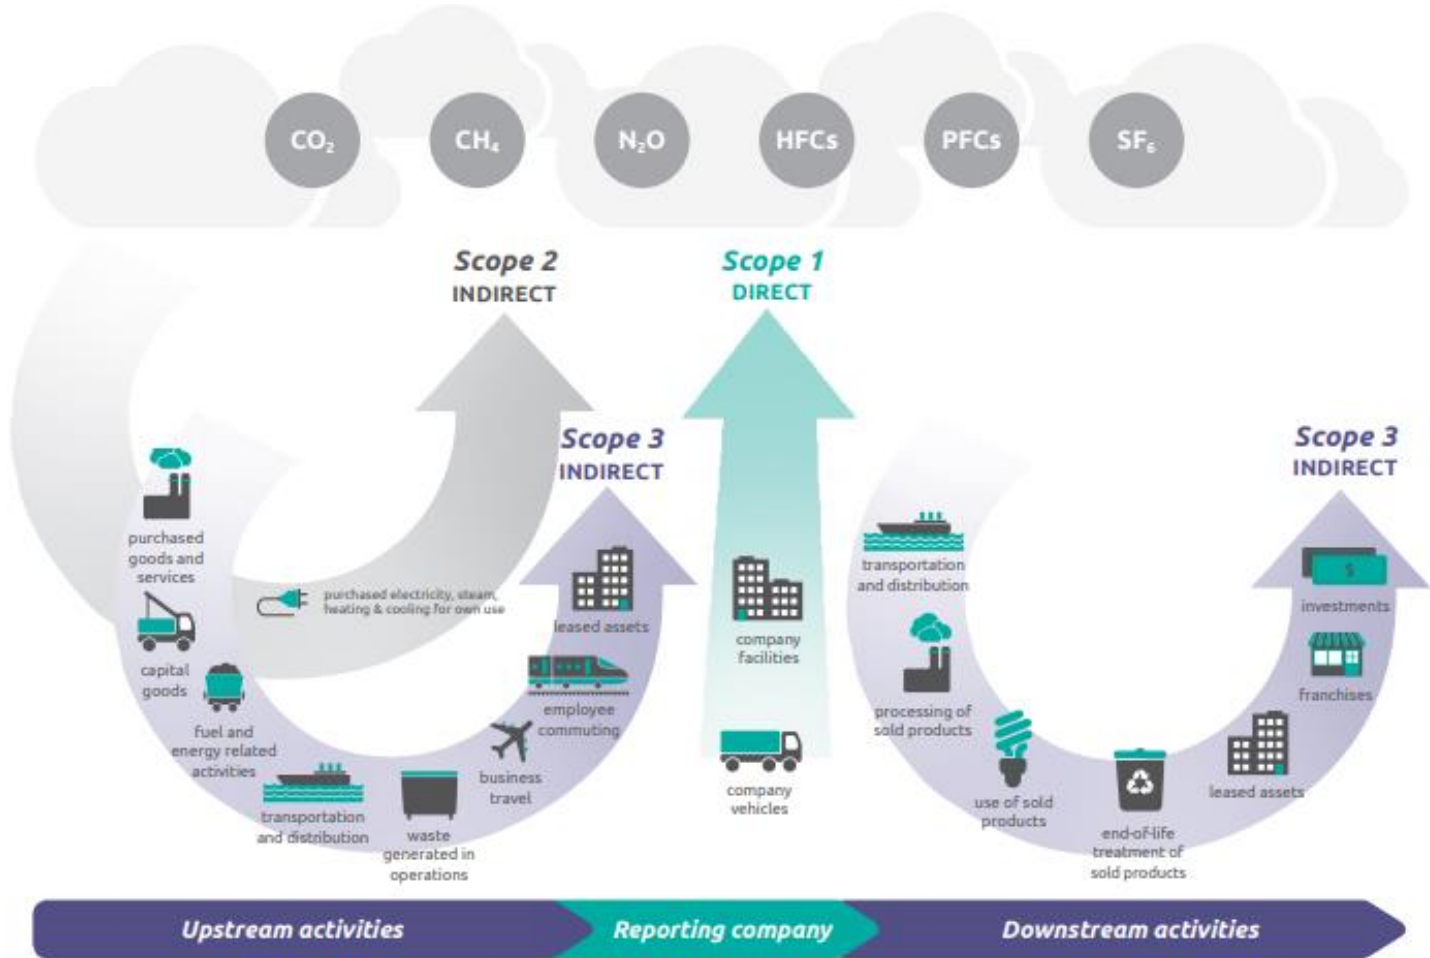 CO₂
CH₄
N₂O
HFCs
PFCs
SF₆
Scope 2
INDIRECT
Scope 1
DIRECT
Scope 3
INDIRECT
Scope 3
INDIRECT
purchased
goods and
services
capital
goods
fuel and
energy related
activities
transportation
and distribution
waste
generated in
operations
business
travel
employee
commuting
leased assets
purchased electricity, steam,
heating & cooling for own use
company
facilities
company
vehicles
transportation
and distribution
processing of
sold products
use of sold
products
end-of-life
treatment of
sold products
leased assets
franchises
$
investments
Upstream activities
Reporting company
Downstream activities